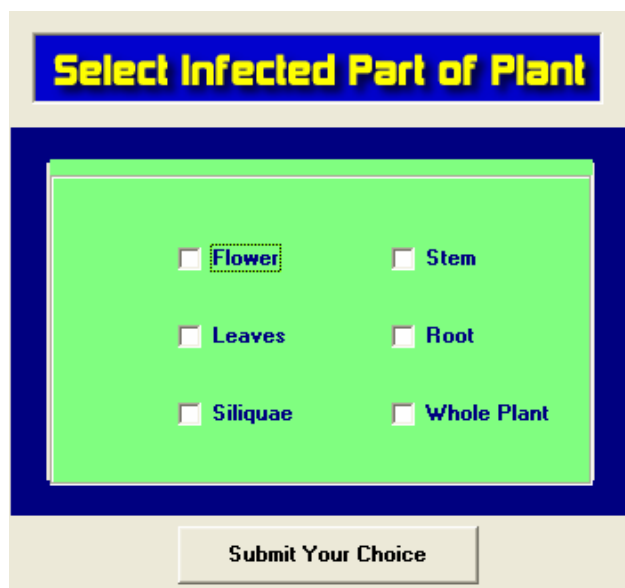 Select Infected Part of Plant
Flower Stem
Leaves Root
Siliquae Whole Plant
Submit Your Choice